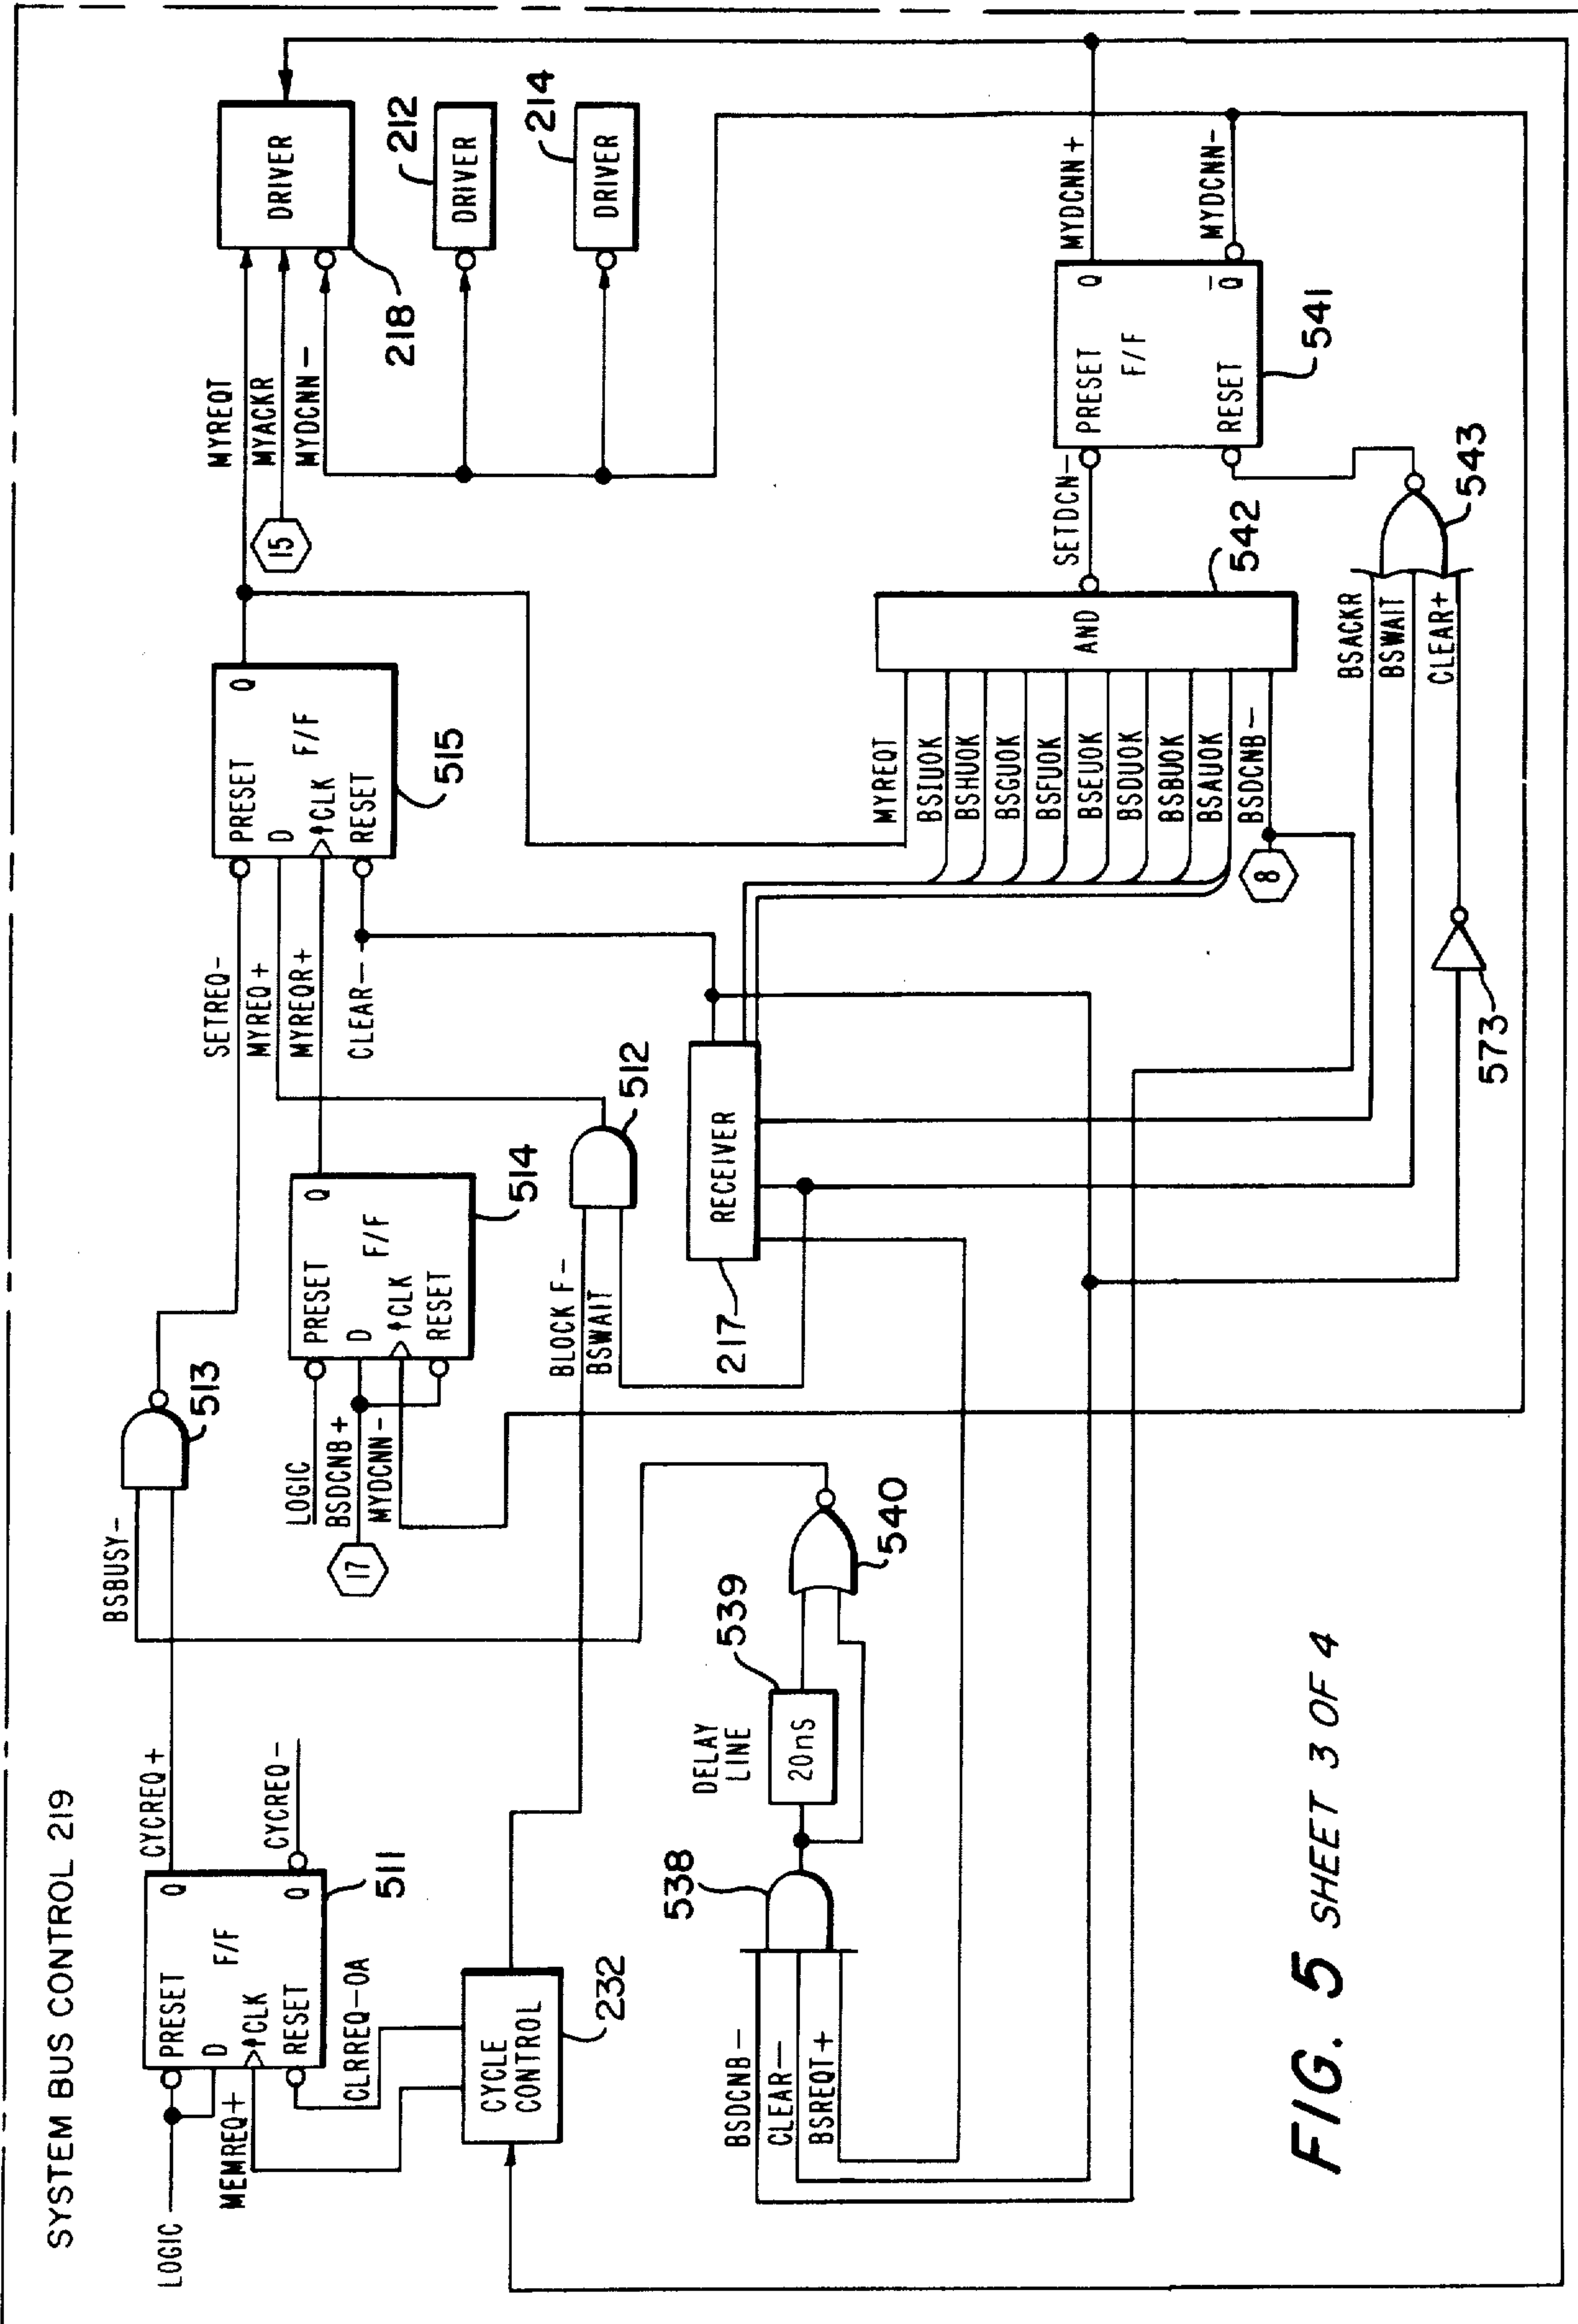 SYSTEM BUS CONTROL 219
LOGIC
PRESET
D
↑CLK
RESET
F/F
Q
Q
511
MEMREQ+
CLRREQ-OA
CYCREQ+
CYCREQ-
CYCLE
CONTROL
232
BSBUSY-
513
LOGIC
BSDCNB+
MYDCNN-
17
PRESET
D
↑CLK
RESET
F/F
Q
514
SETREQ-
MYREQ+
MYREQR+
CLEAR-
PRESET
D
↑CLK
RESET
F/F
Q
515
MYREQT
MYACKR
MYDCNN-
15
DRIVER
218
DRIVER
212
DRIVER
214
BLOCK F-
BSWAIT
512
RECEIVER
217
BSDCNB-
CLEAR-
BSREQT+
538
DELAY
LINE
20nS
539
540
MYREQT
BSIUOK
BSHUOK
BSGUOK
BSFUOK
BSEUOK
BSDUOK
BSBUOK
BSAUOK
BSDCNB-
8
AND
542
SETDCN-
PRESET
F/F
RESET
Q
Q̅
541
MYDCNN+
MYDCNN-
BSACKR
BSWAIT
CLEAR+
543
573
FIG. 5 SHEET 3 OF 4